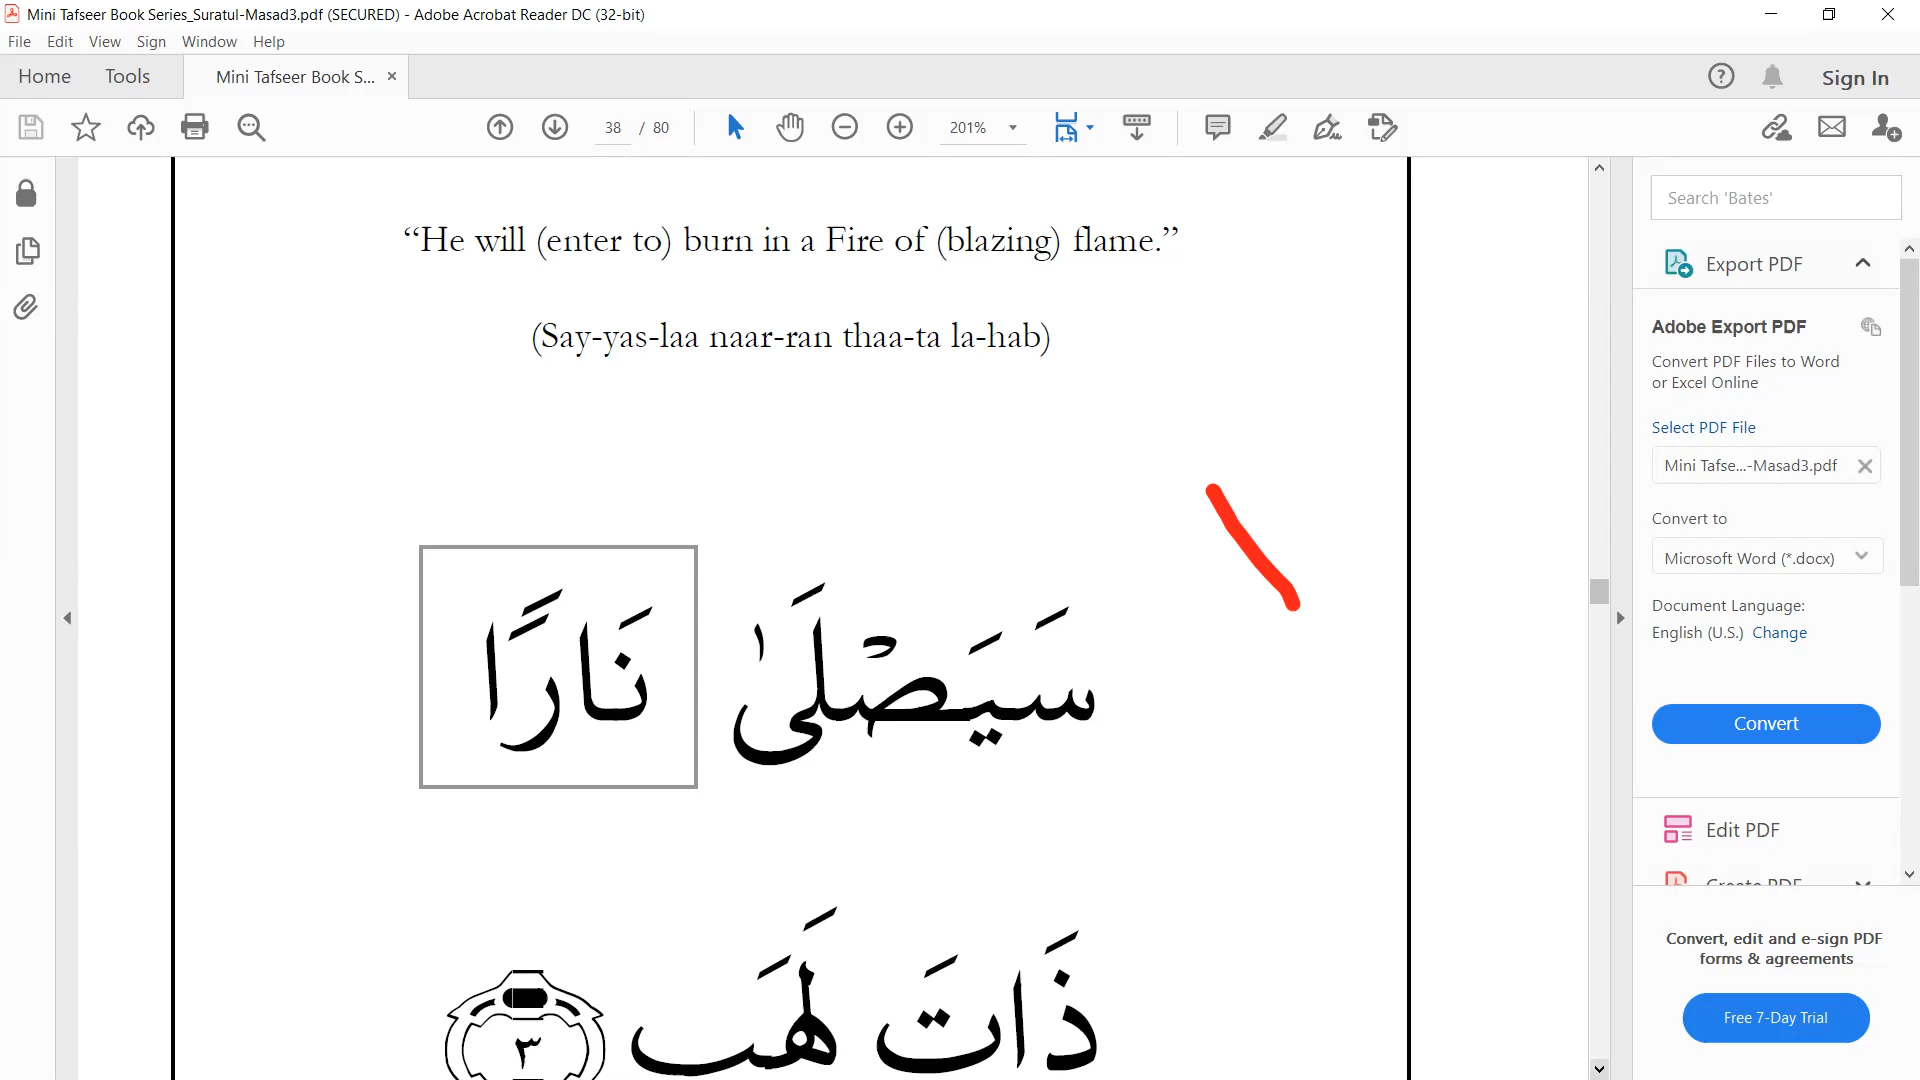 Mini Tafseer Book Series_Suratul-Masad3.pdf (SECURED) - Adobe Acrobat Reader DC (32-bit)
File Edit View Sign Window Help
Home Tools Mini Tafseer Book S... × Sign In
38 / 80 201%
“He will (enter to) burn in a Fire of (blazing) flame.”
(Say-yas-laa naar-ran thaa-ta la-hab)
سَيَصْلَىٰ نَارًا
ذَاتَ لَهَب ٣
Search 'Bates'
Export PDF
Adobe Export PDF
Convert PDF Files to Word
or Excel Online
Select PDF File
Mini Tafse...-Masad3.pdf
Convert to
Microsoft Word (*.docx)
Document Language:
English (U.S.) Change
Convert
Edit PDF
Create PDF
Convert, edit and e-sign PDF
forms & agreements
Free 7-Day Trial